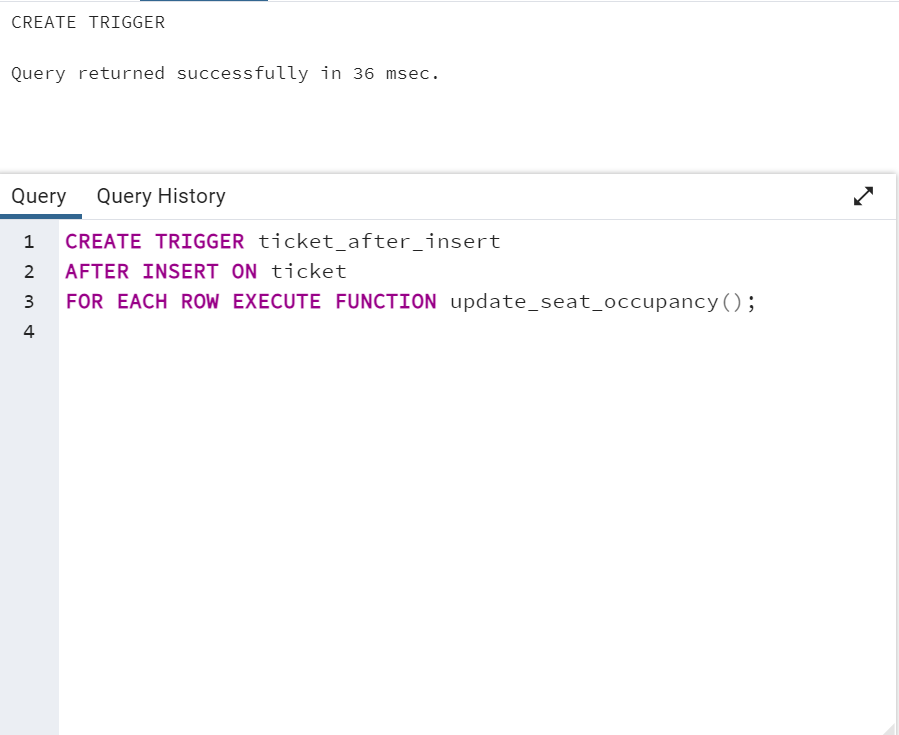 CREATE TRIGGER
Query returned successfully in 36 msec.
Query Query History
1 CREATE TRIGGER ticket_after_insert
2 AFTER INSERT ON ticket
3 FOR EACH ROW EXECUTE FUNCTION update_seat_occupancy();
4